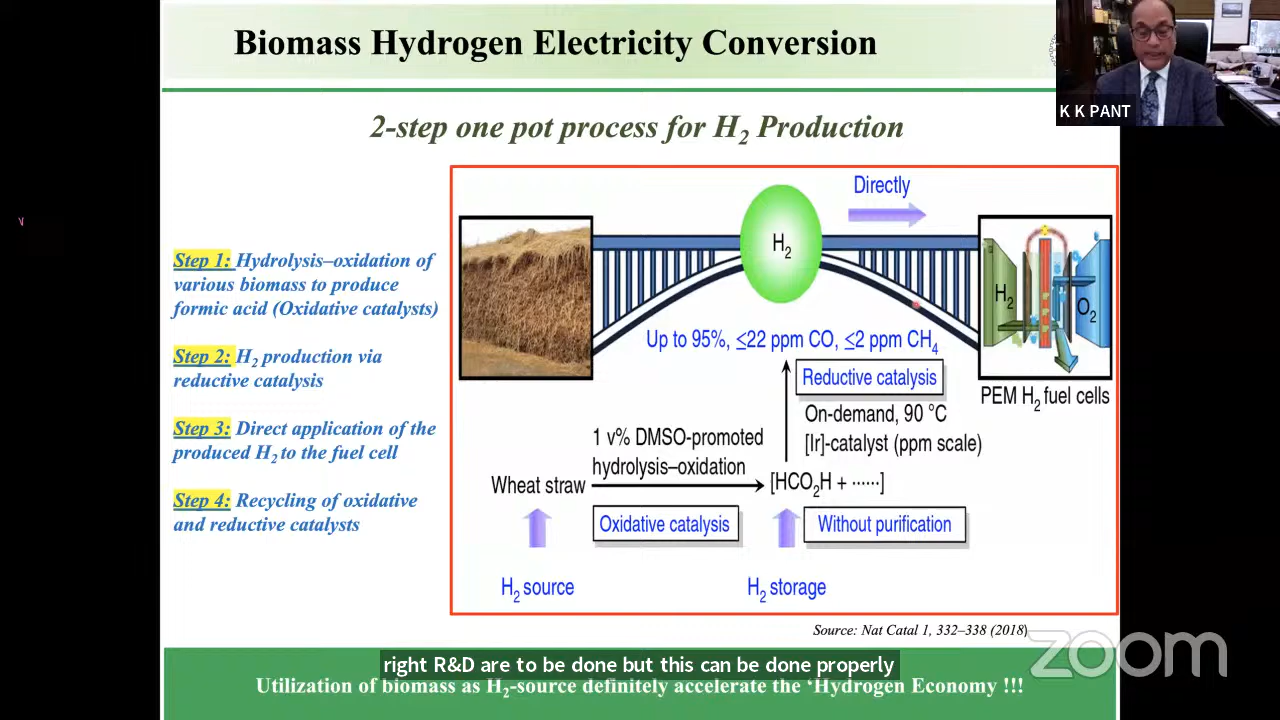 Biomass Hydrogen Electricity Conversion
K K PANT
2-step one pot process for H₂ Production
Step 1: Hydrolysis–oxidation of
various biomass to produce
formic acid (Oxidative catalysts)
Step 2: H₂ production via
reductive catalysis
Step 3: Direct application of the
produced H₂ to the fuel cell
Step 4: Recycling of oxidative
and reductive catalysts
Directly
H₂
H₂
O₂
Up to 95%, ≤22 ppm CO, ≤2 ppm CH₄
Reductive catalysis
PEM H₂ fuel cells
On-demand, 90 °C
[Ir]-catalyst (ppm scale)
1 v% DMSO-promoted
hydrolysis–oxidation
Wheat straw
[HCO₂H + ······]
Oxidative catalysis
Without purification
H₂ source
H₂ storage
Source: Nat Catal 1, 332–338 (2018)
zoom
right R&D are to be done but this can be done properly
Utilization of biomass as H₂-source definitely accelerate the ‘Hydrogen Economy !!!